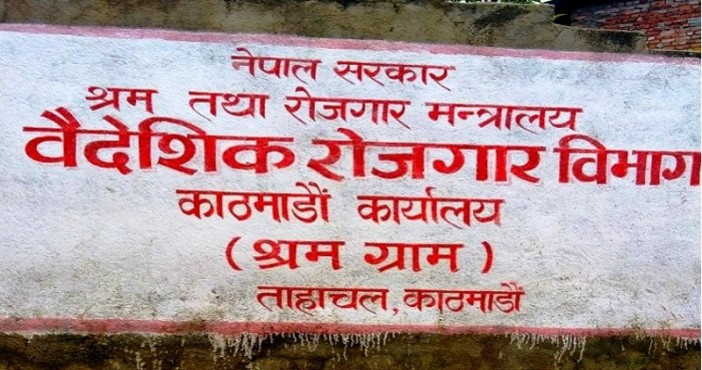 नेपाल सरकार
श्रम तथा रोजगार मन्त्रालय
वैदेशिक रोजगार विभाग
काठमाडौं कार्यालय
(श्रम ग्राम)
ताहाचल, काठमाडौं